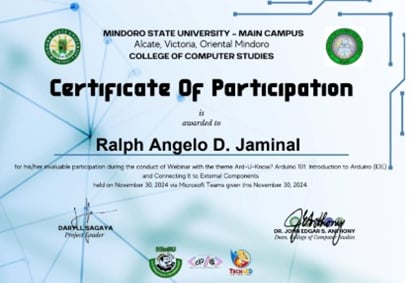 MINDORO STATE UNIVERSITY – MAIN CAMPUS
Alcate, Victoria, Oriental Mindoro
COLLEGE OF COMPUTER STUDIES
Certificate Of Participation
is
awarded to
Ralph Angelo D. Jaminal
for his/her invaluable participation during the conduct of Webinar with the theme Ard-U-Know? Arduino 101: Introduction to Arduino (IDE)
and Connecting It to External Components
held on November 30, 2024 via Microsoft Teams given this November 30, 2024.
DARYLL SAGAYA
Project Leader
DR. JOHN EDGAR S. ANTHONY
Dean, College of Computer Studies